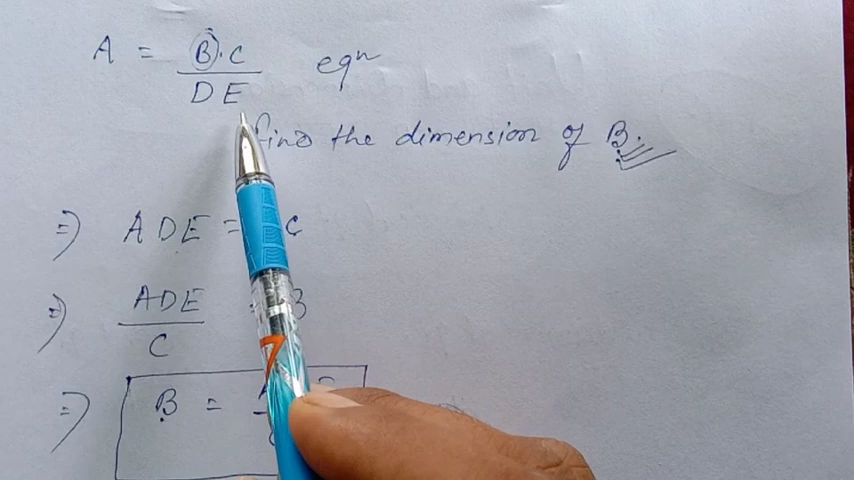 A = B.C / DE eqn
find the dimension of B.
=) ADE = C
=) ADE / C = B
=) B =